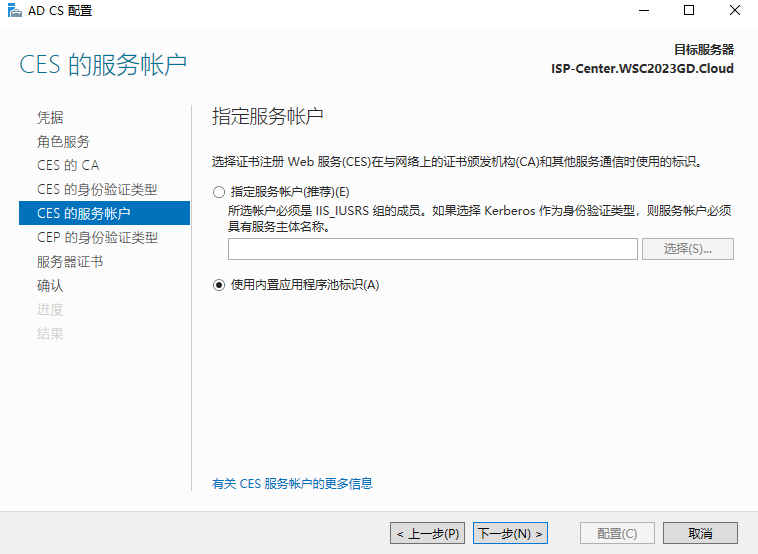 AD CS 配置
CES 的服务帐户
目标服务器
ISP-Center.WSC2023GD.Cloud
凭据
角色服务
CES 的 CA
CES 的身份验证类型
CES 的服务帐户
CEP 的身份验证类型
服务器证书
确认
进度
结果
指定服务帐户
选择证书注册 Web 服务(CES)在与网络上的证书颁发机构(CA)和其他服务通信时使用的标识。
指定服务帐户(推荐)(E)
所选帐户必须是 IIS_IUSRS 组的成员。如果选择 Kerberos 作为身份验证类型，则服务帐户必须
具有服务主体名称。
选择(S)...
使用内置应用程序池标识(A)
有关 CES 服务帐户的更多信息
< 上一步(P)
下一步(N) >
配置(C)
取消